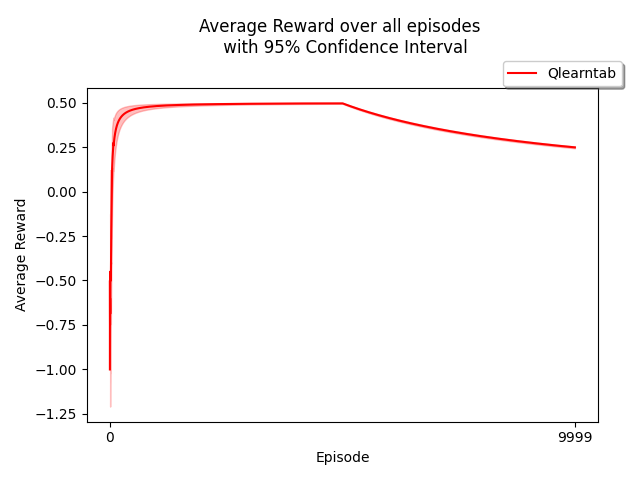 Average Reward over all episodes
with 95% Confidence Interval
Qlearntab
0.50
0.25
0.00
−0.25
−0.50
−0.75
−1.00
−1.25
Average Reward
0
9999
Episode